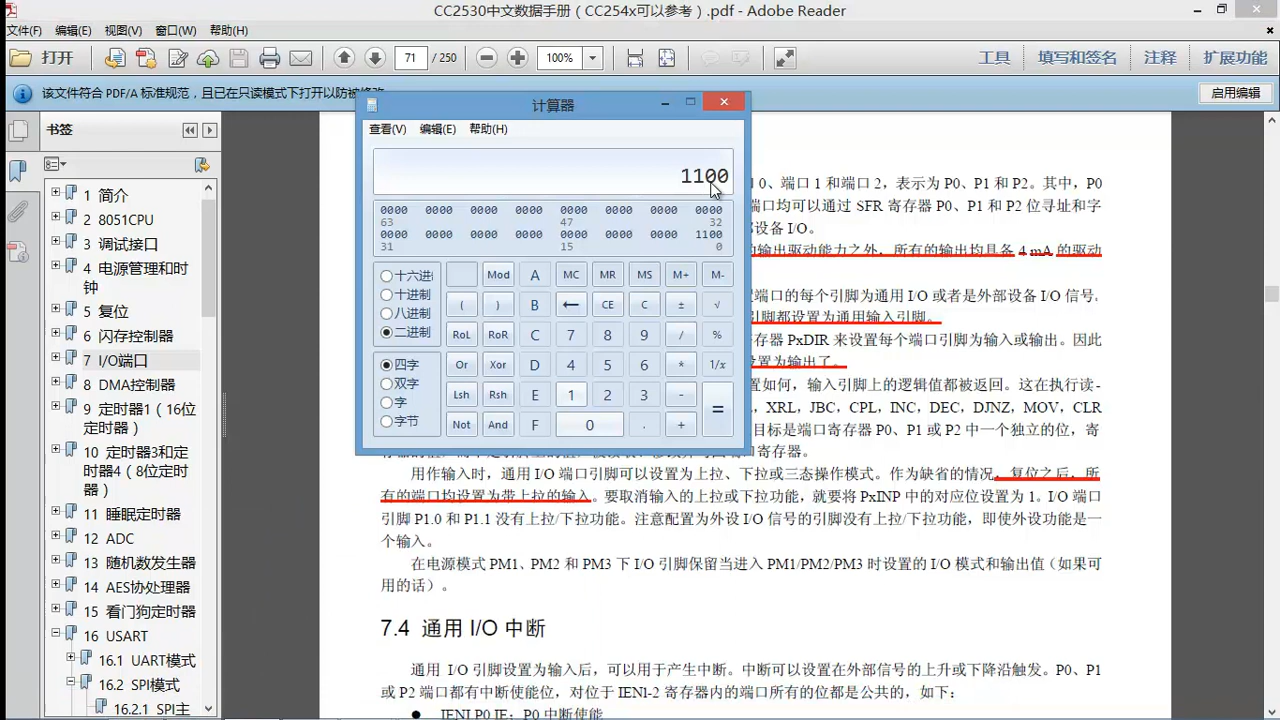 CC2530中文数据手册（CC254x可以参考）.pdf - Adobe Reader
文件(F) 编辑(E) 视图(V) 窗口(W) 帮助(H)
打开 71 / 250 100% 工具 填写和签名 注释 扩展功能
该文件符合 PDF/A 标准规范，且已在只读模式下打开以防被修 启用编辑
书签
1 简介
2 8051CPU
3 调试接口
4 电源管理和时
钟
5 复位
6 闪存控制器
7 I/O端口
8 DMA控制器
9 定时器1（16位
定时器）
10 定时器3和定
时器4（8位定时
器）
11 睡眠定时器
12 ADC
13 随机数发生器
14 AES协处理器
15 看门狗定时器
16 USART
16.1 UART模式
16.2 SPI模式
16.2.1 SPI主
计算器
查看(V) 编辑(E) 帮助(H)
1100
0000 0000 0000 0000 0000 0000 0000 0000
63 47 32
0000 0000 0000 0000 0000 0000 0000 1100
31 15 0
十六进 Mod A MC MR MS M+ M-
十进制
八进制 ( ) B ← CE C ± √
二进制 RoL RoR C 7 8 9 / %
四字 Or Xor D 4 5 6 * 1/x
双字
字 Lsh Rsh E 1 2 3 - =
字节 Not And F 0 . +
0、端口 1 和端口 2，表示为 P0、P1 和 P2。其中，P0
端口均可以通过 SFR 寄存器 P0、P1 和 P2 位寻址和字
部设备 I/O。
的输出驱动能力之外，所有的输出均具备 4 mA 的驱动
端口的每个引脚为通用 I/O 或者是外部设备 I/O 信号.
引脚都设置为通用输入引脚。
寄存器 PxDIR 来设置每个端口引脚为输入或输出。因此
设置为输出了。
置如何，输入引脚上的逻辑值都被返回。这在执行读-
，XRL，JBC，CPL，INC，DEC，DJNZ，MOV，CLR
目标是端口寄存器 P0、P1 或 P2 中一个独立的位，寄
用作输入时，通用 I/O 端口引脚可以设置为上拉、下拉或三态操作模式。作为缺省的情况，复位之后，所
有的端口均设置为带上拉的输入。要取消输入的上拉或下拉功能，就要将 PxINP 中的对应位设置为 1。I/O 端口
引脚 P1.0 和 P1.1 没有上拉/下拉功能。注意配置为外设 I/O 信号的引脚没有上拉/下拉功能，即使外设功能是一
个输入。
在电源模式 PM1、PM2 和 PM3 下 I/O 引脚保留当进入 PM1/PM2/PM3 时设置的 I/O 模式和输出值（如果可
用的话）。
7.4 通用 I/O 中断
通用 I/O 引脚设置为输入后，可以用于产生中断。中断可以设置在外部信号的上升或下降沿触发。P0、P1
或 P2 端口都有中断使能位，对位于 IENI-2 寄存器内的端口所有的位都是公共的，如下：
● IENI.P0 IE：P0 中断使能